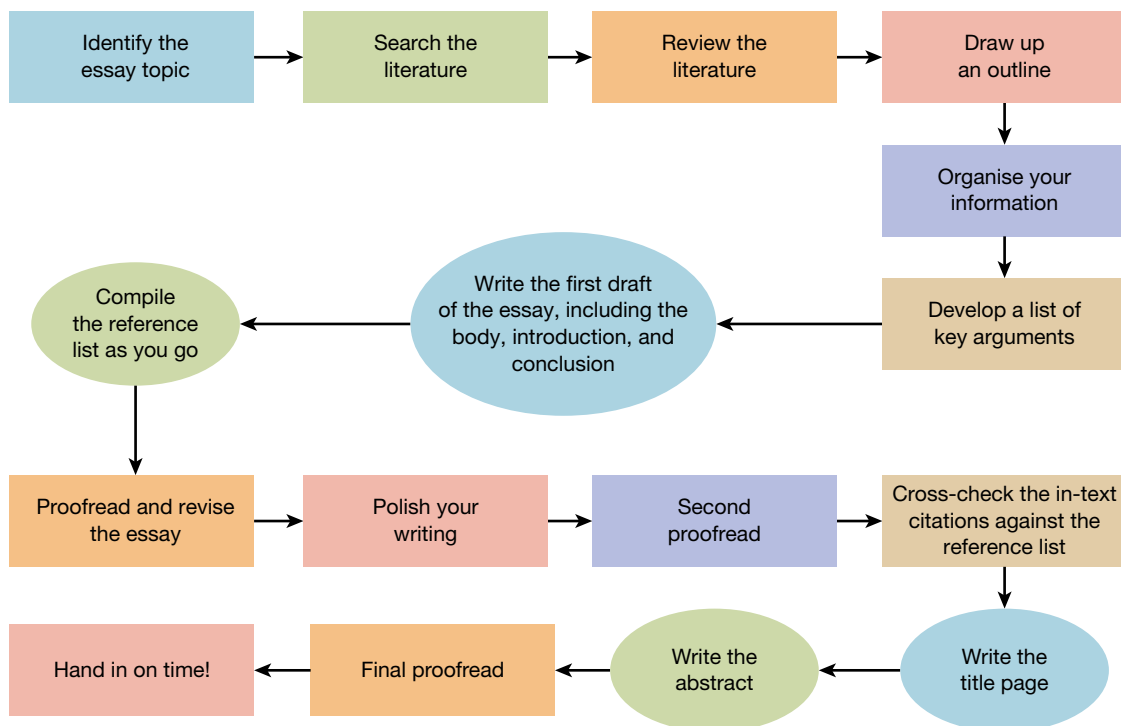 Identify the
essay topic
Search the
literature
Review the
literature
Draw up
an outline
Organise your
information
Develop a list of
key arguments
Write the first draft
of the essay, including the
body, introduction, and
conclusion
Compile
the reference
list as you go
Proofread and revise
the essay
Polish your
writing
Second
proofread
Cross-check the in-text
citations against the
reference list
Write the
title page
Write the
abstract
Final proofread
Hand in on time!